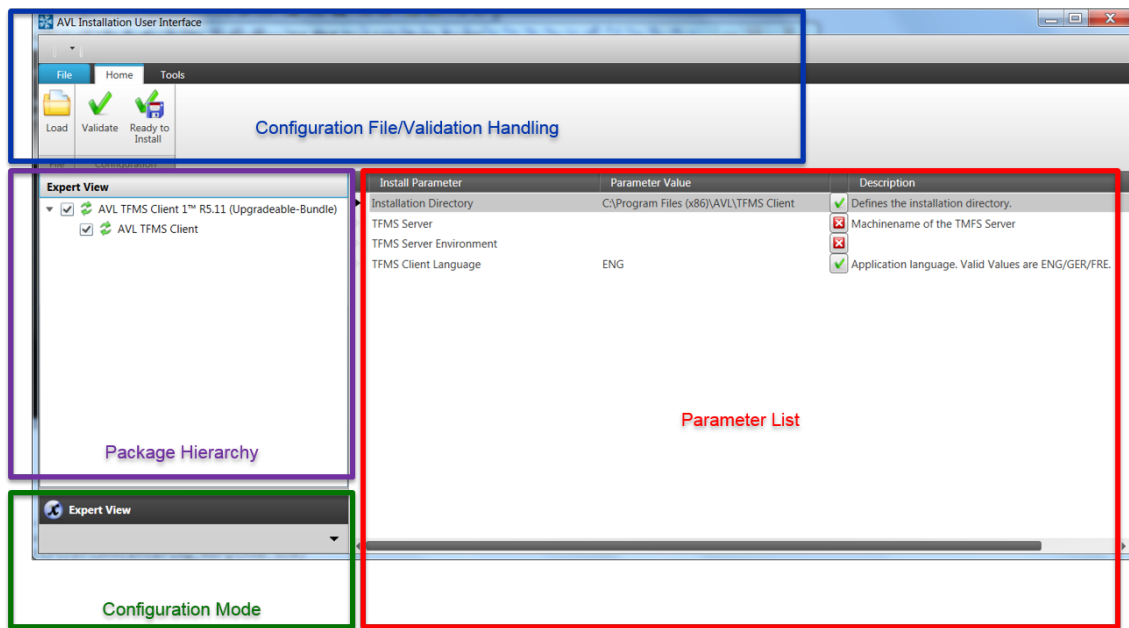 AVL Installation User Interface
File Home Tools
Load Validate Ready to
Install
Configuration File/Validation Handling
File Configuration
Expert View
AVL TFMS Client 1™ R5.11 (Upgradeable-Bundle)
AVL TFMS Client
Package Hierarchy
Install Parameter Parameter Value Description
Installation Directory C:\Program Files (x86)\AVL\TFMS Client Defines the installation directory.
TFMS Server Machinename of the TMFS Server
TFMS Server Environment
TFMS Client Language ENG Application language. Valid Values are ENG/GER/FRE.
Parameter List
Expert View
Configuration Mode